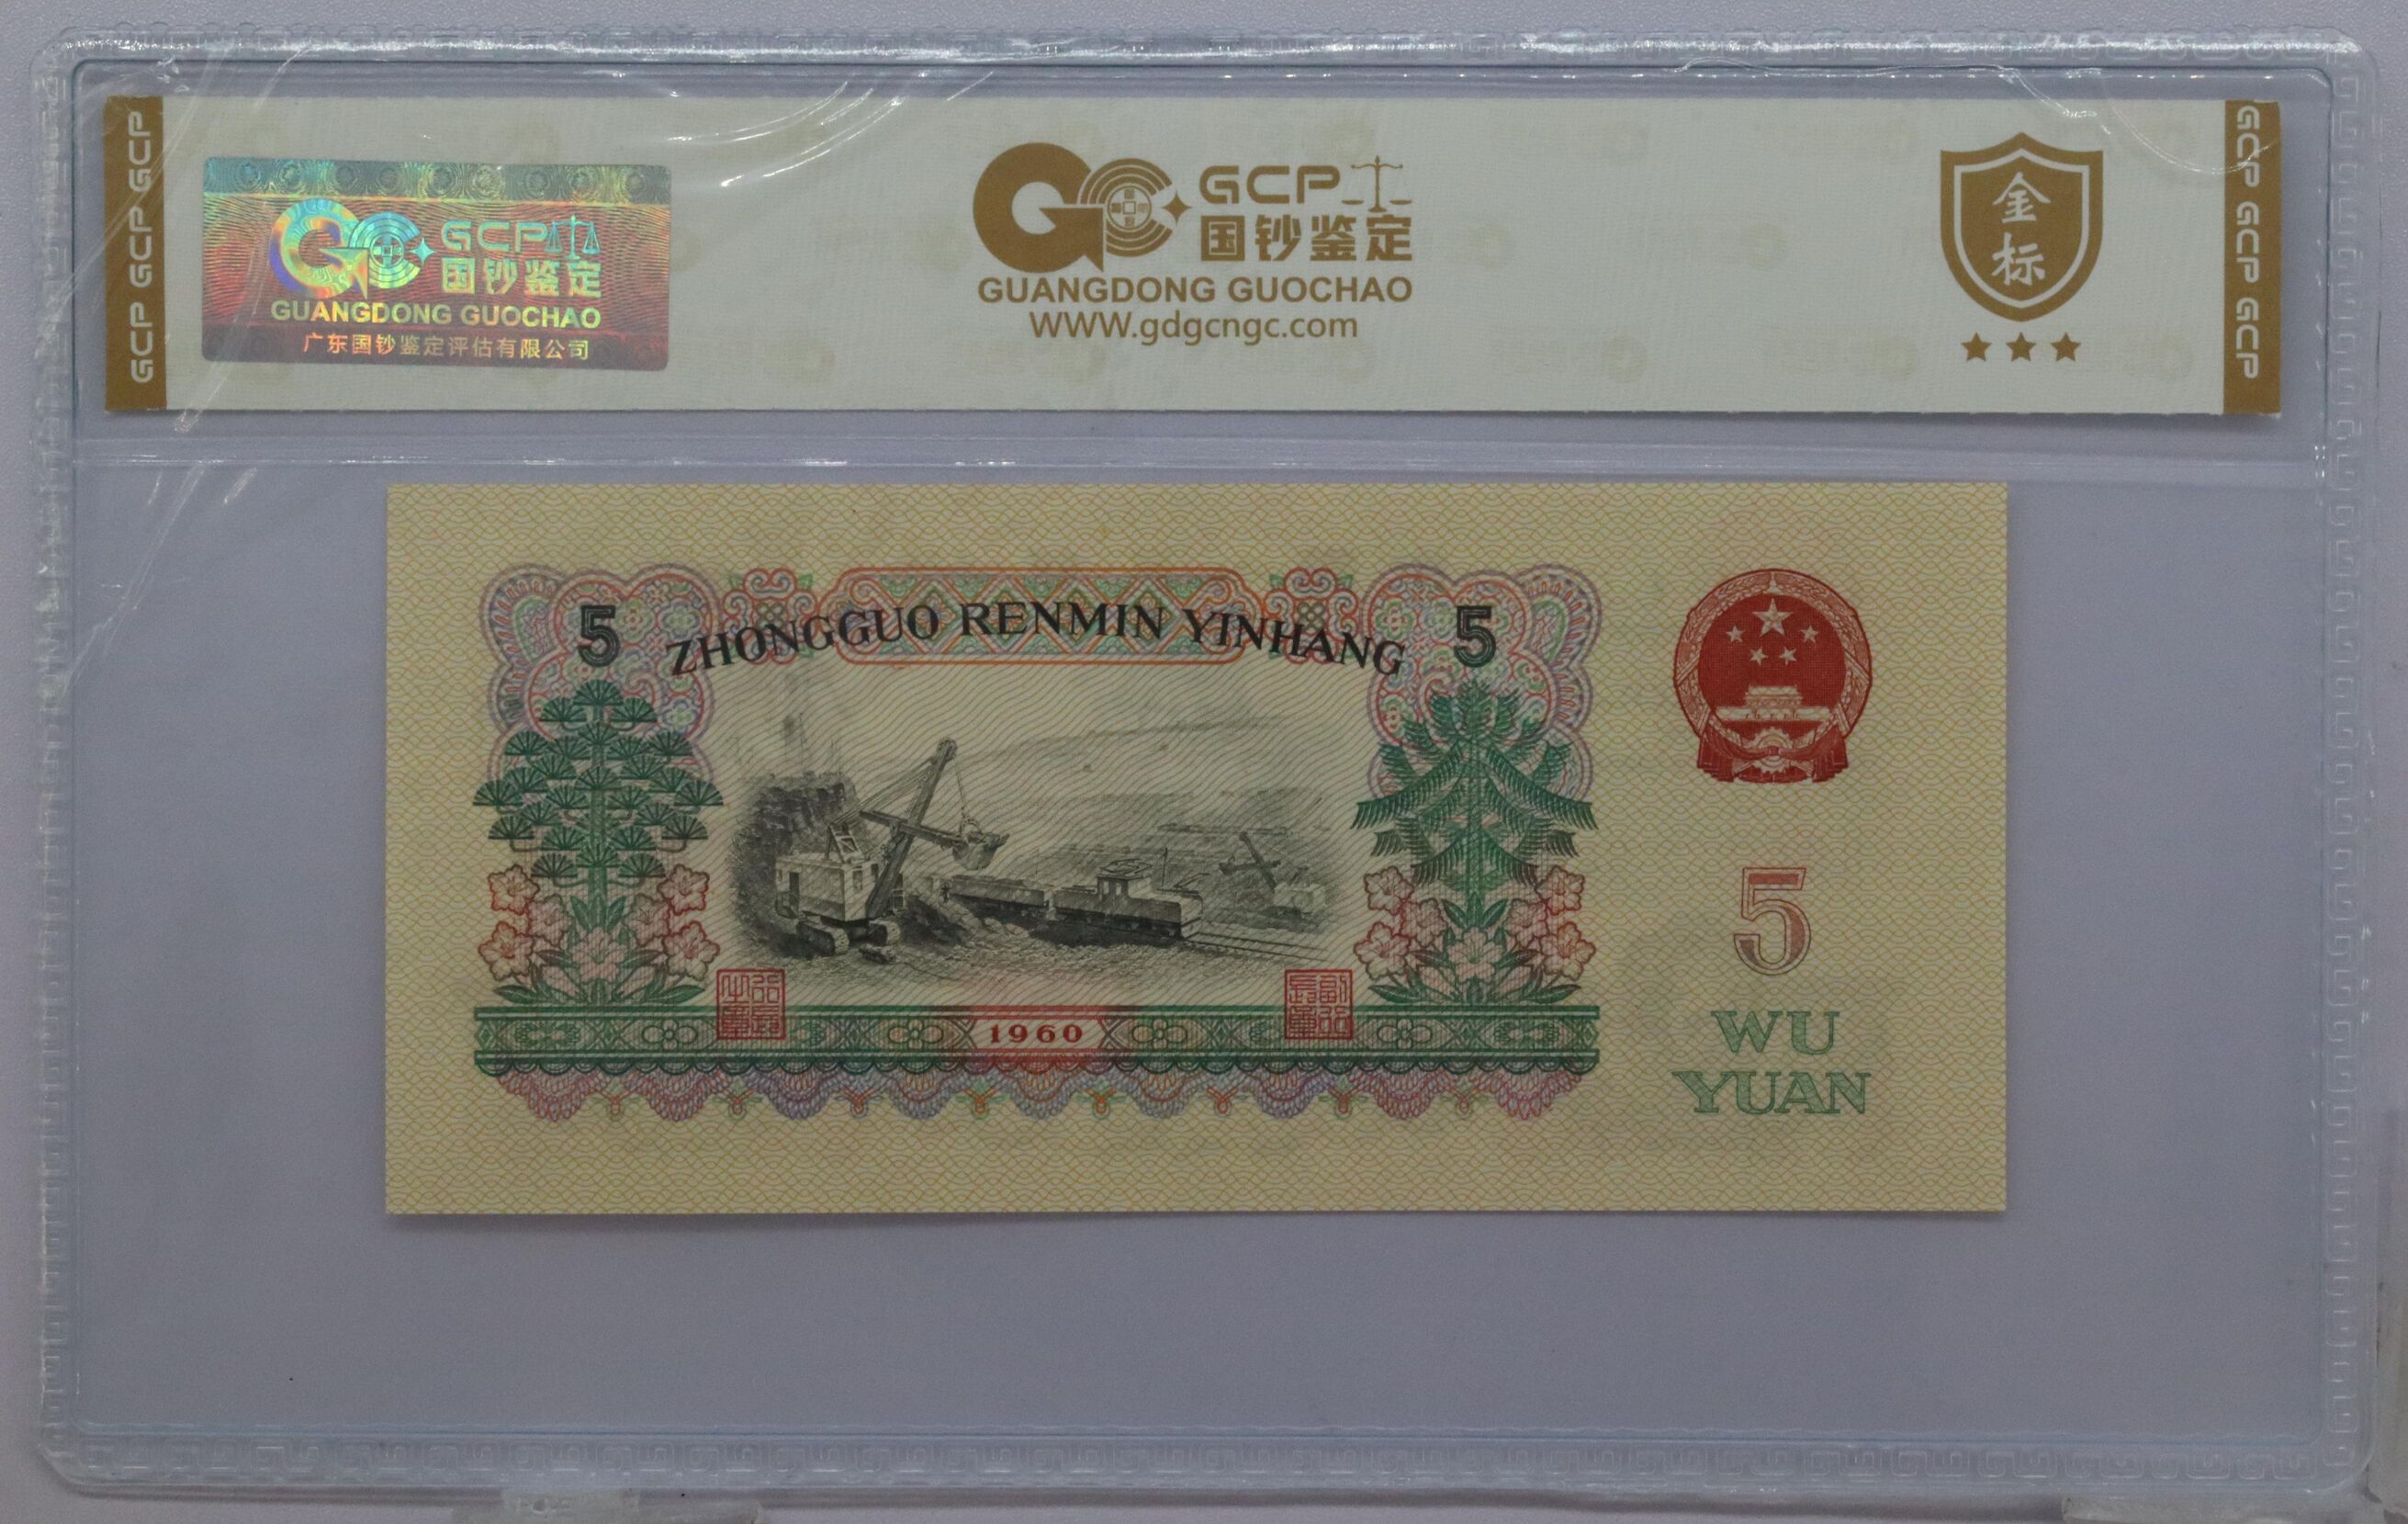 GCP GCP GCP
GCP
国钞鉴定
GUANGDONG GUOCHAO
广东国钞鉴定评估有限公司
GCP
国钞鉴定
GUANGDONG GUOCHAO
WWW.gdgcngc.com
金
标
GCP GCP GCP
5
ZHONGGUO RENMIN YINHANG
5
1960
5
WU
YUAN